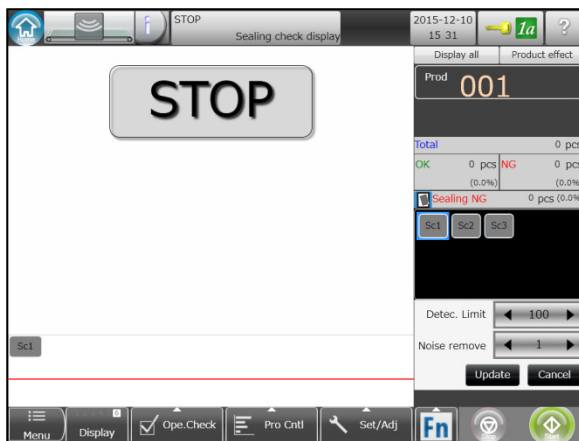 STOP
Sealing check display
2015-12-10
15 31
1a
?
Home
i
Display all
Product effect
STOP
Prod
001
Total 0 pcs
OK 0 pcs NG 0 pcs
(0.0%) (0.0%)
Sealing NG 0 pcs (0.0%
Sc1 Sc2 Sc3
Detec. Limit 100
Noise remove 1
Sc1
Update Cancel
Menu Display Ope.Check Pro Cntl Set/Adj Fn Stop Start